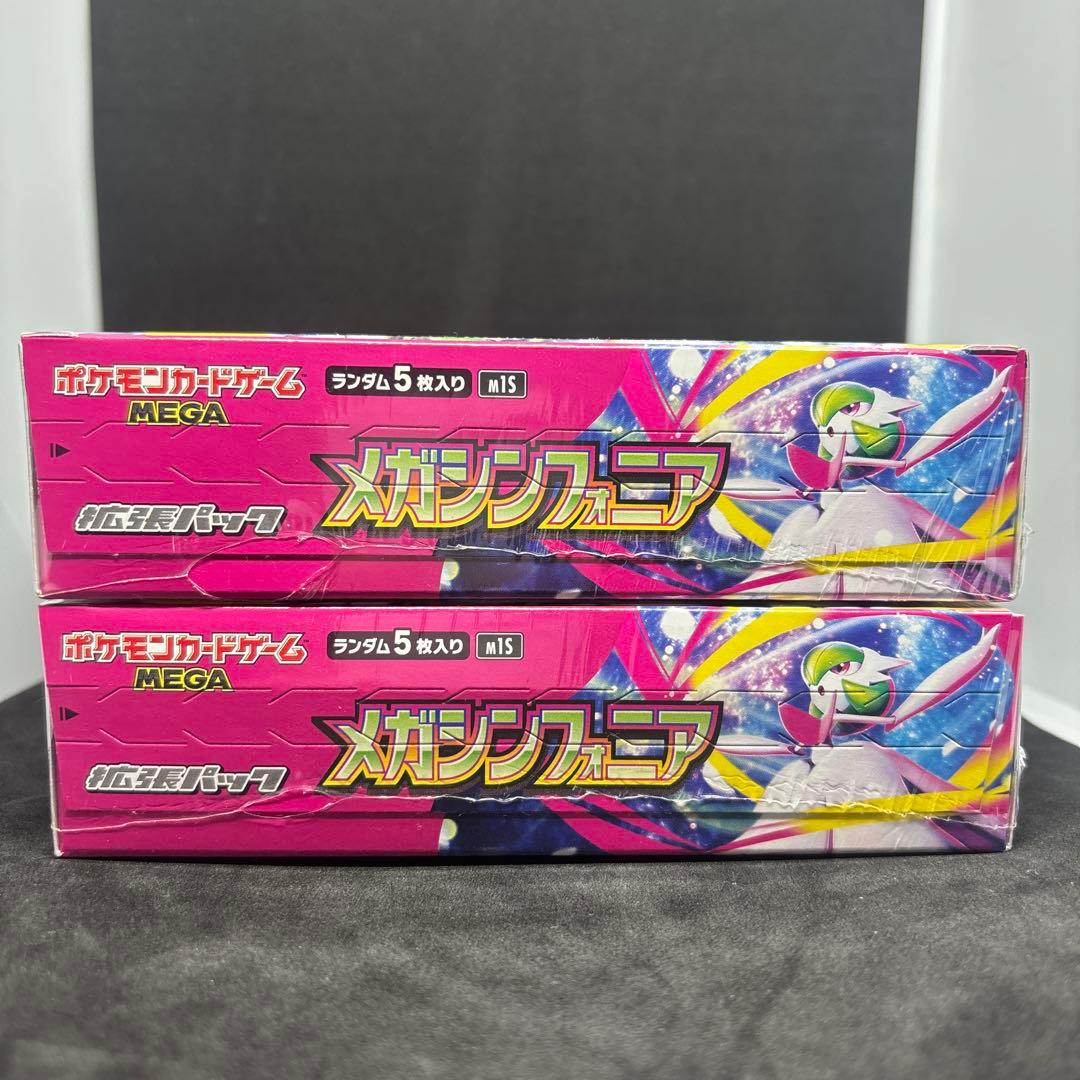 ポケモンカードゲーム
MEGA
ランダム5枚入り
M1S
メガシンフォニア
拡張パック
ポケモンカードゲーム™
MEGA
ランダム5枚入り
M1S
メガシンフォニア
拡張パック